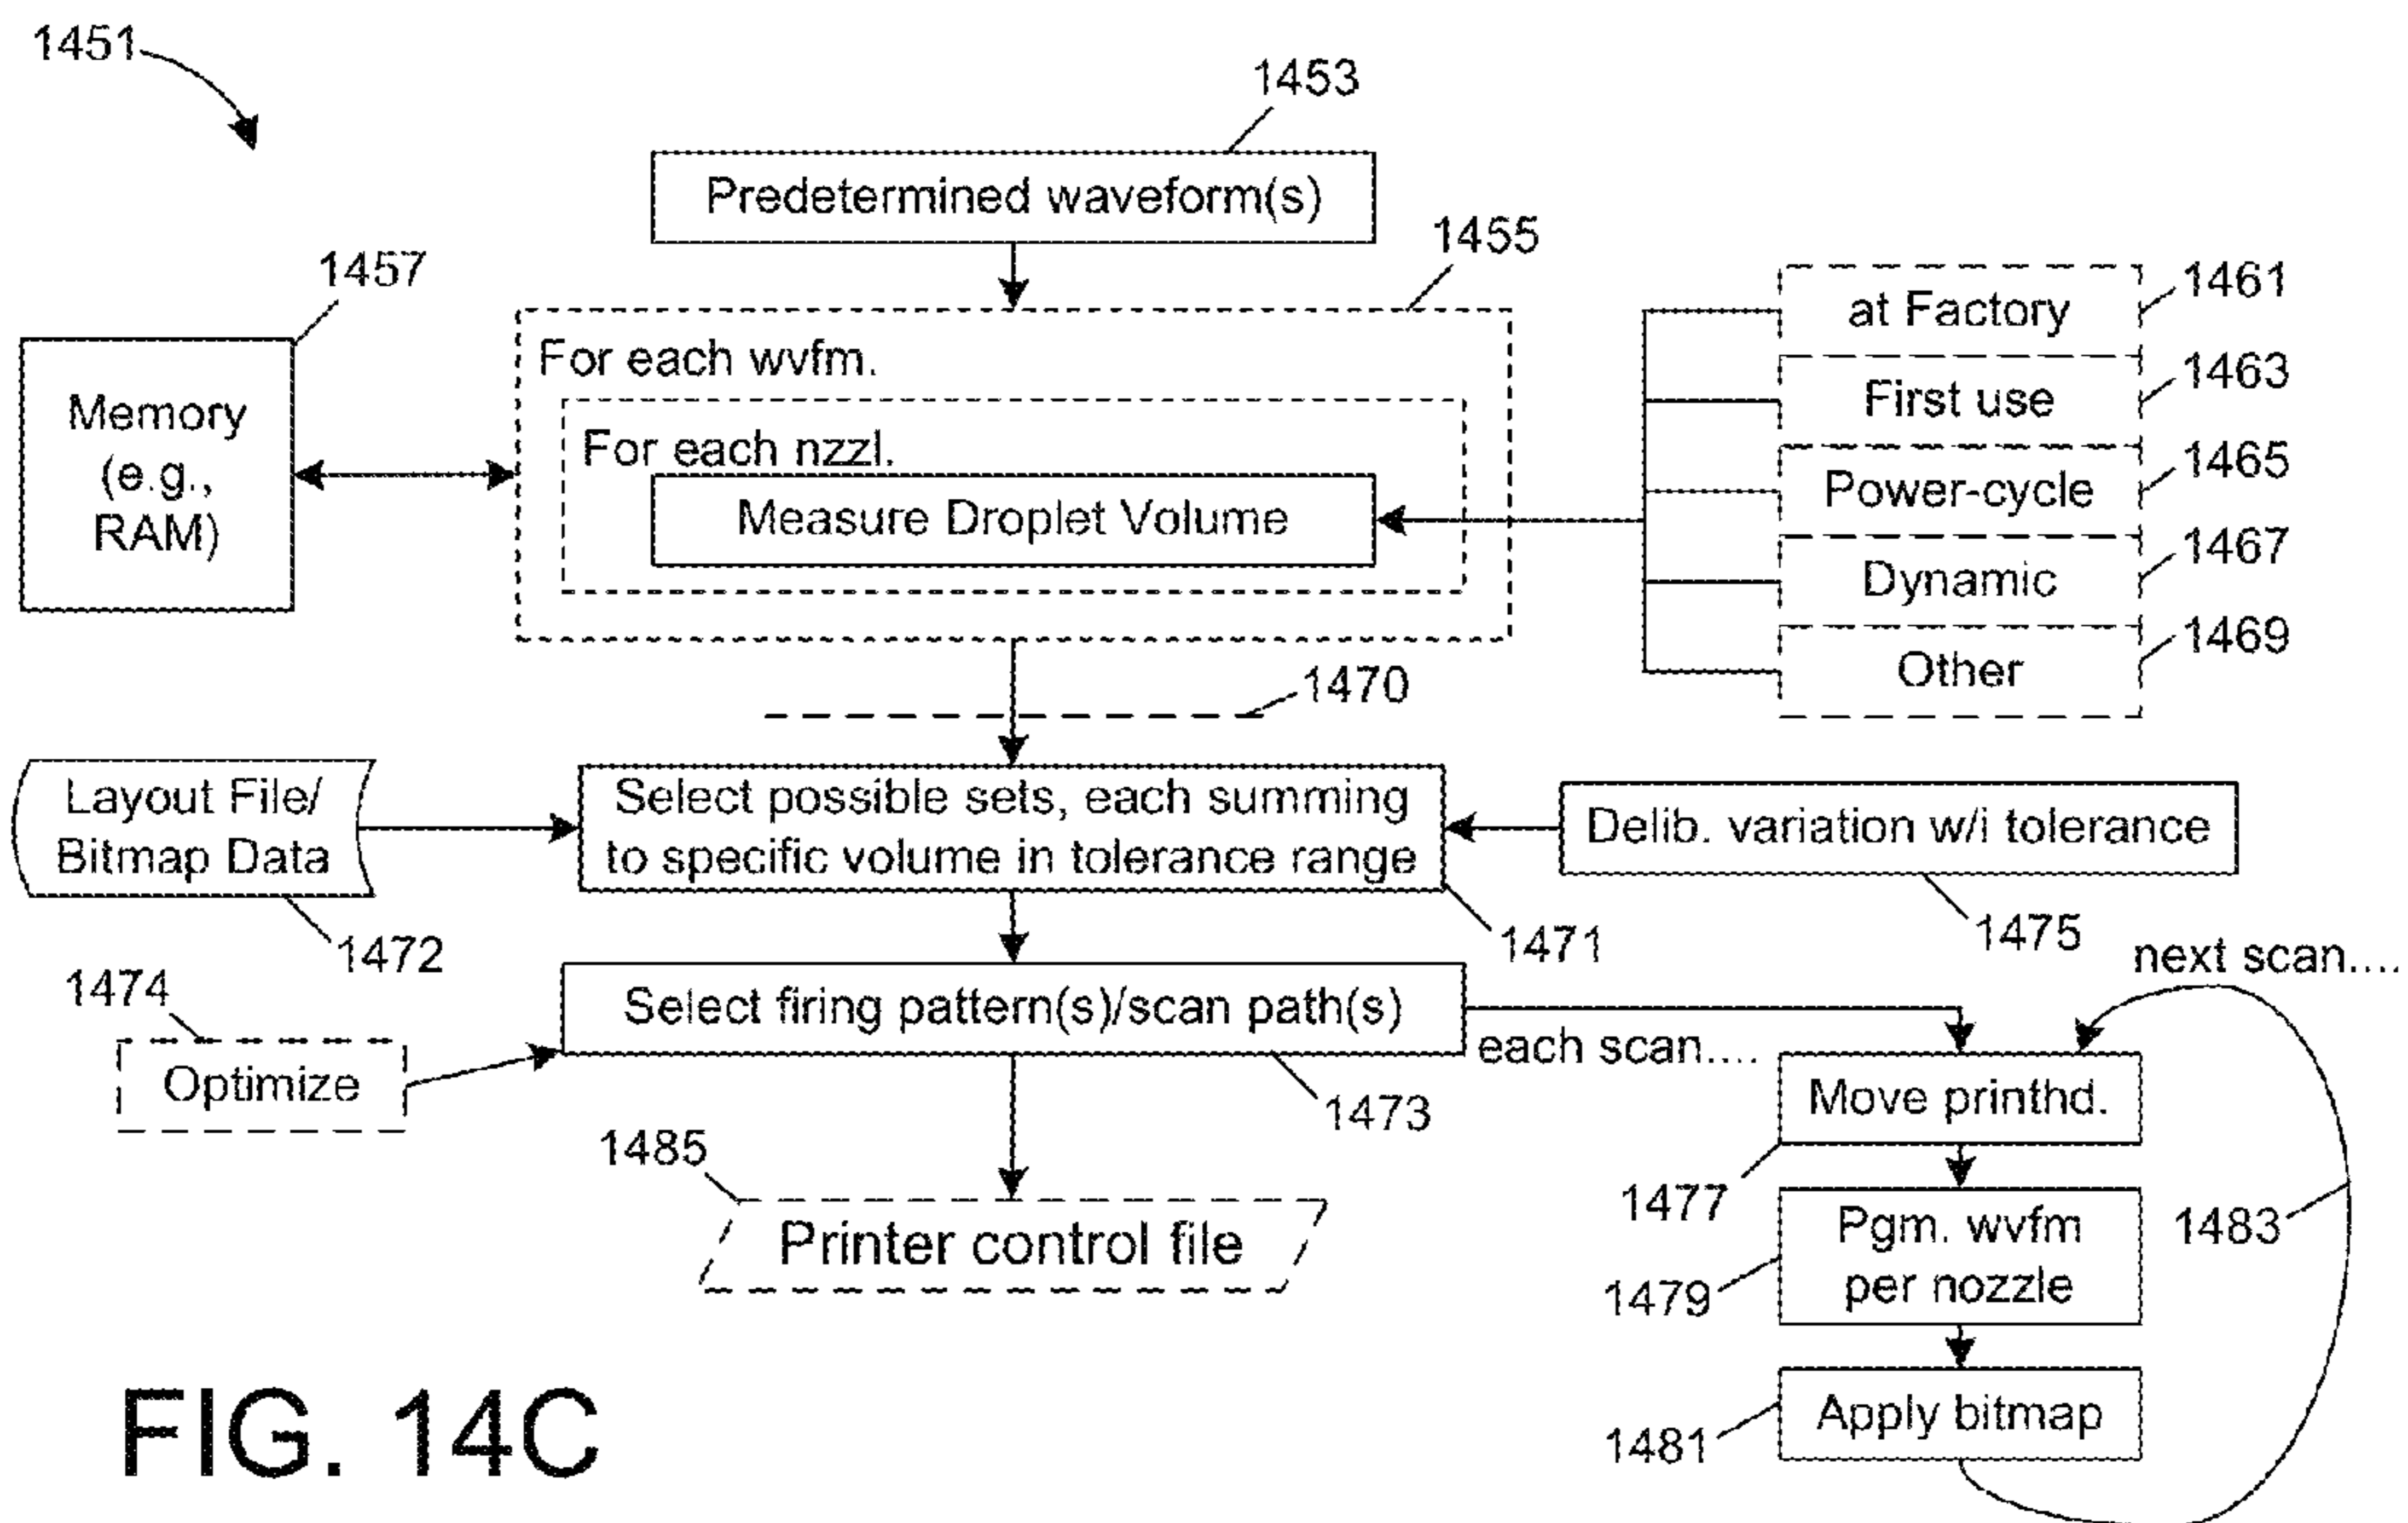 1451
1453
Predetermined waveform(s)
1455
1457
Memory
(e.g.,
RAM)
For each wvfm.
For each nzzl.
Measure Droplet Volume
at Factory
1461
First use
1463
Power-cycle
1465
Dynamic
1467
Other
1469
1470
Layout File/
Bitmap Data
1472
Select possible sets, each summing
to specific volume in tolerance range
1471
Delib. variation w/i tolerance
1475
next scan....
1474
Optimize
Select firing pattern(s)/scan path(s)
1473
each scan....
Move printhd.
1477
1485
Printer control file
Pgm. wvfm
per nozzle
1479
1483
Apply bitmap
1481
FIG. 14C